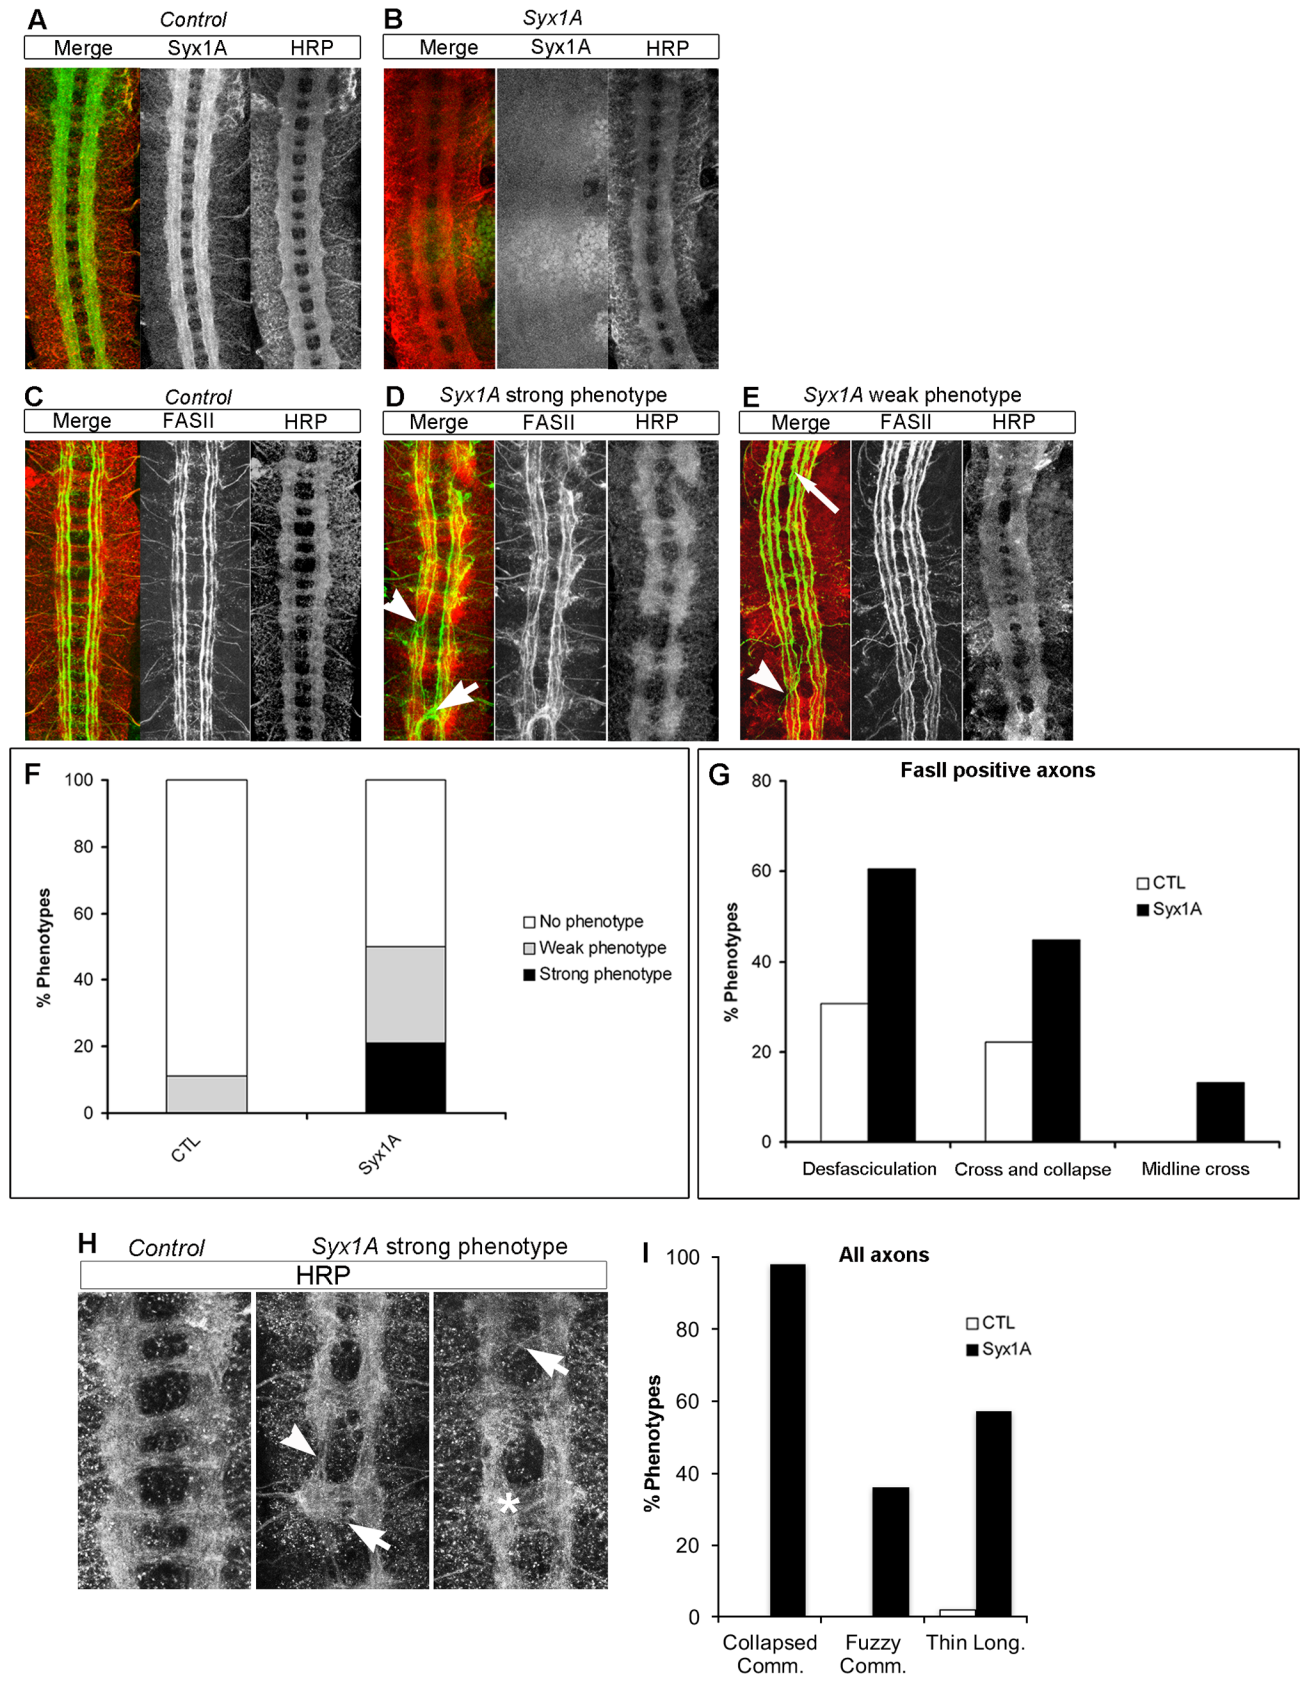 A Control
Merge Syx1A HRP
B Syx1A
Merge Syx1A HRP
C Control
Merge FASII HRP
D Syx1A strong phenotype
Merge FASII HRP
E Syx1A weak phenotype
Merge FASII HRP
F
100
80
60
40
20
0
% Phenotypes
CTL
Syx1A
No phenotype
Weak phenotype
Strong phenotype
G
FasII positive axons
80
60
40
20
0
% Phenotypes
CTL
Syx1A
Desfasciculation Cross and collapse Midline cross
H Control Syx1A strong phenotype
HRP
*
I
All axons
100
80
60
40
20
0
% Phenotypes
CTL
Syx1A
Collapsed Comm.
Fuzzy Comm.
Thin Long.